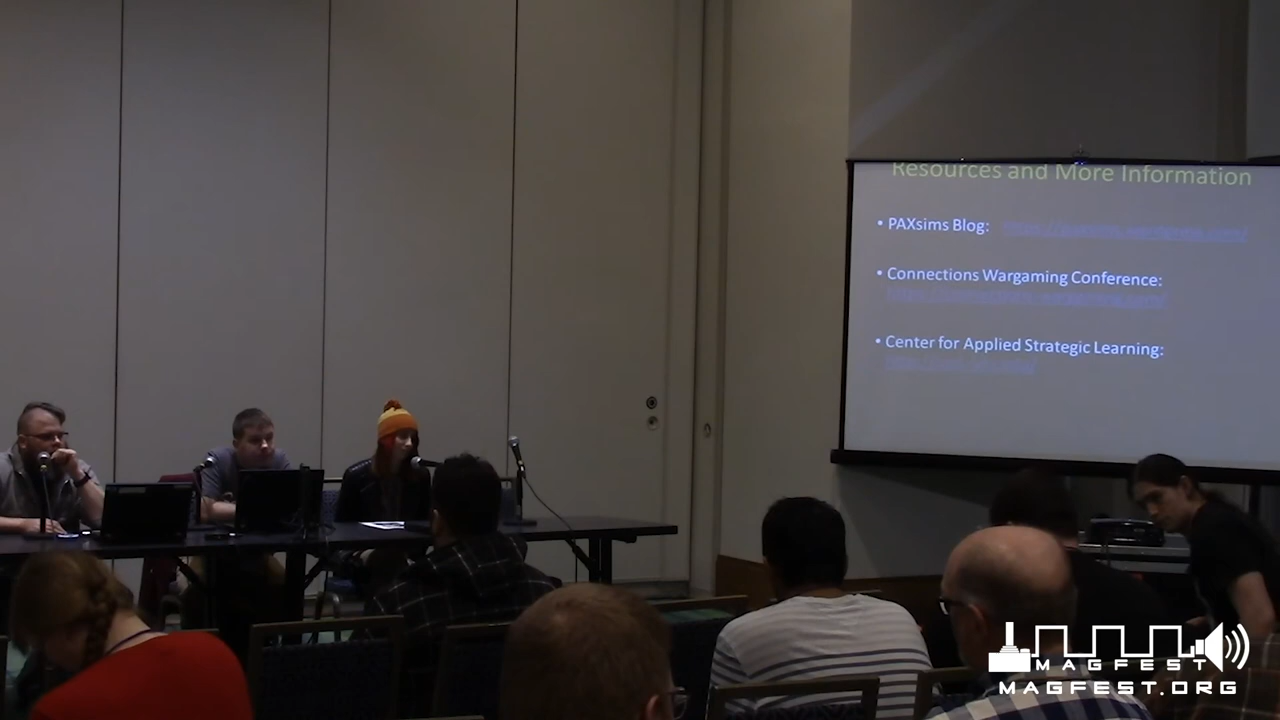 Resources and More Information
• PAXsims Blog:
• Connections Wargaming Conference:
• Center for Applied Strategic Learning:
MAGFEST
MAGFEST.ORG